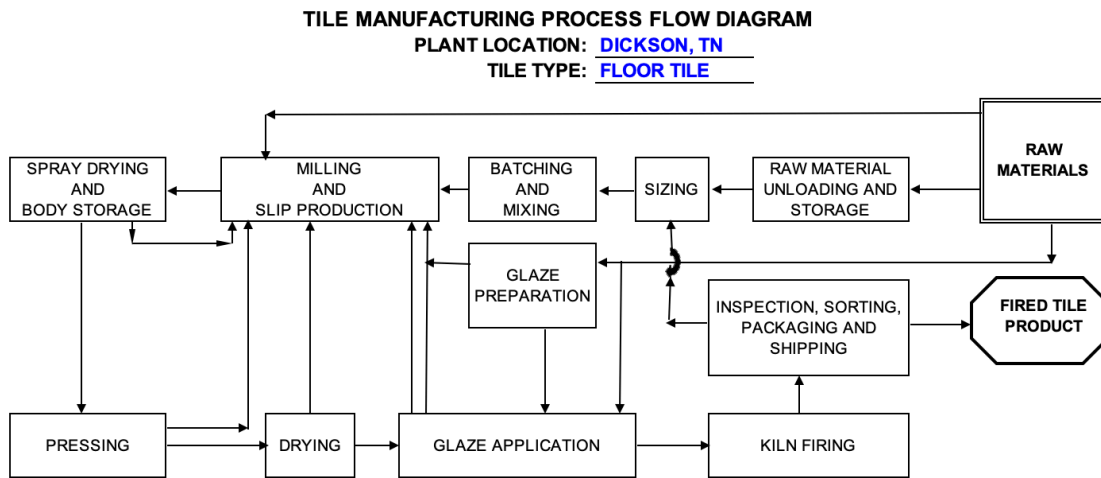 TILE MANUFACTURING PROCESS FLOW DIAGRAM
PLANT LOCATION: DICKSON, TN
TILE TYPE: FLOOR TILE
SPRAY DRYING
AND
BODY STORAGE
MILLING
AND
SLIP PRODUCTION
BATCHING
AND
MIXING
SIZING
RAW MATERIAL
UNLOADING AND
STORAGE
RAW
MATERIALS
GLAZE
PREPARATION
INSPECTION, SORTING,
PACKAGING AND
SHIPPING
FIRED TILE
PRODUCT
PRESSING
DRYING
GLAZE APPLICATION
KILN FIRING